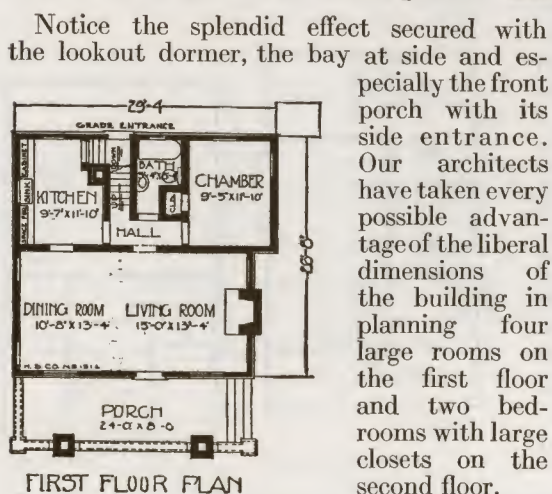 Notice the splendid effect secured with
the lookout dormer, the bay at side and es-
pecially the front
porch with its
side entrance.
Our architects
have taken every
possible advan-
tage of the liberal
dimensions of
the building in
planning four
large rooms on
the first floor
and two bed-
rooms with large
closets on the
second floor.
29'-4
GRADE ENTRANCE
DOWN
UP
BATH
CHAMBER
9'-5"X11'-10'
KITCHEN
9'-7"X11'-10'
SINK
CLO.
HALL
DINING ROOM
10'-8"X13'-4"
LIVING ROOM
15'-0"X13'-4'
PORCH
24'-0"X8'-0
FIRST FLOOR PLAN